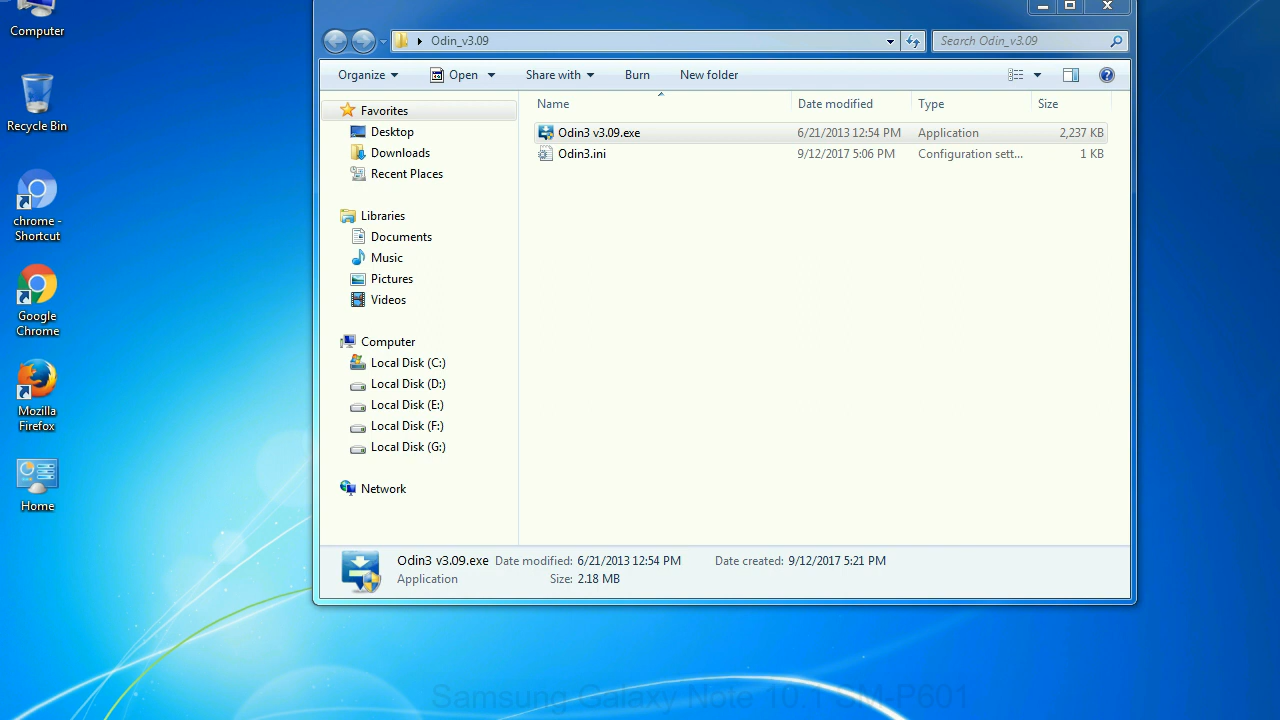 Computer
Recycle Bin
chrome -
Shortcut
Google
Chrome
Mozilla
Firefox
Home
Odin_v3.09
Search Odin_v3.09
Organize
Open
Share with
Burn
New folder
Favorites
Desktop
Downloads
Recent Places
Libraries
Documents
Music
Pictures
Videos
Computer
Local Disk (C:)
Local Disk (D:)
Local Disk (E:)
Local Disk (F:)
Local Disk (G:)
Network
Name Date modified Type Size
Odin3 v3.09.exe 6/21/2013 12:54 PM Application 2,237 KB
Odin3.ini 9/12/2017 5:06 PM Configuration sett... 1 KB
Odin3 v3.09.exe Date modified: 6/21/2013 12:54 PM Date created: 9/12/2017 5:21 PM
Application Size: 2.18 MB
Samsung Galaxy Note 10.1 SM-P601